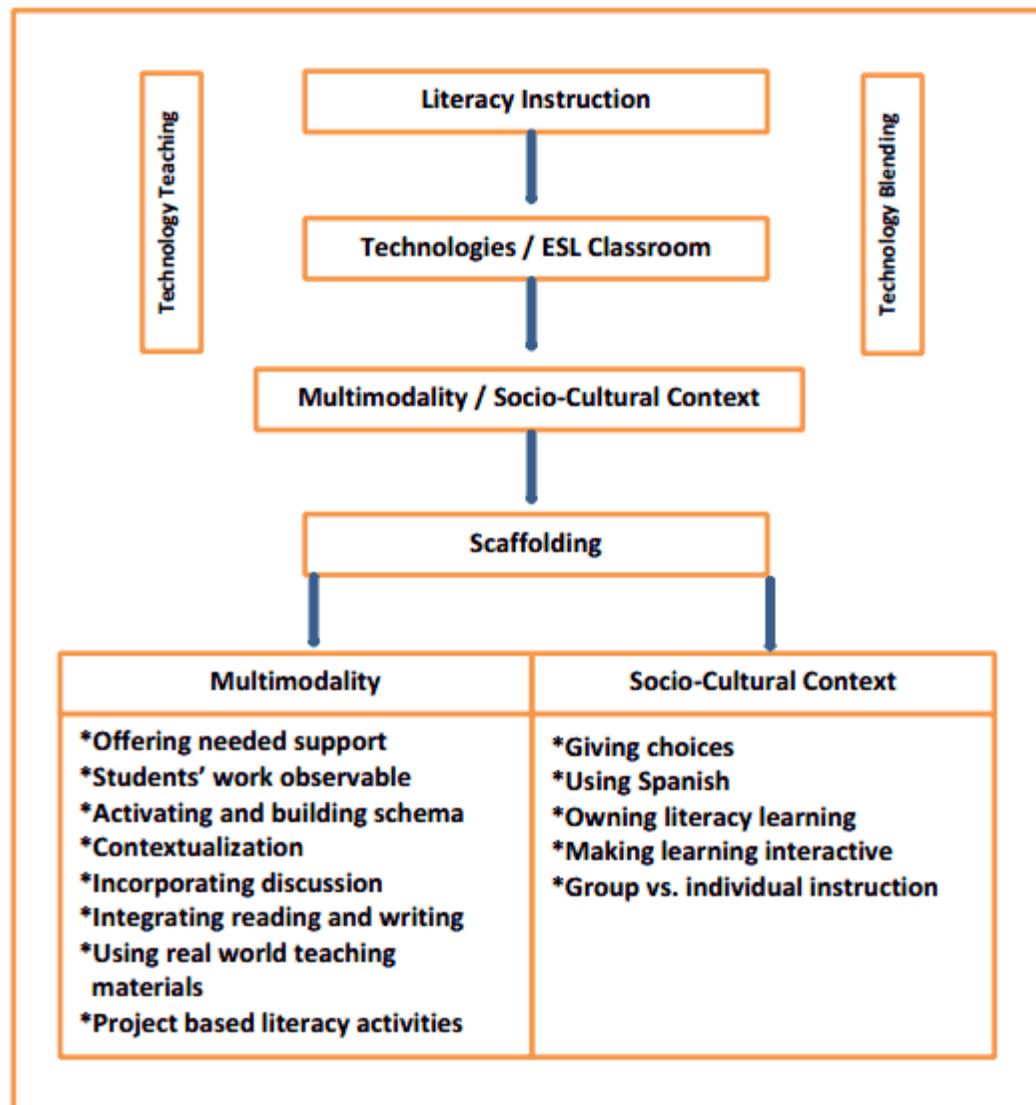 Literacy Instruction
Technology Teaching
Technology Blending
Technologies / ESL Classroom
Multimodality / Socio-Cultural Context
Scaffolding
Multimodality
*Offering needed support
*Students’ work observable
*Activating and building schema
*Contextualization
*Incorporating discussion
*Integrating reading and writing
*Using real world teaching
materials
*Project based literacy activities
Socio-Cultural Context
*Giving choices
*Using Spanish
*Owning literacy learning
*Making learning interactive
*Group vs. individual instruction